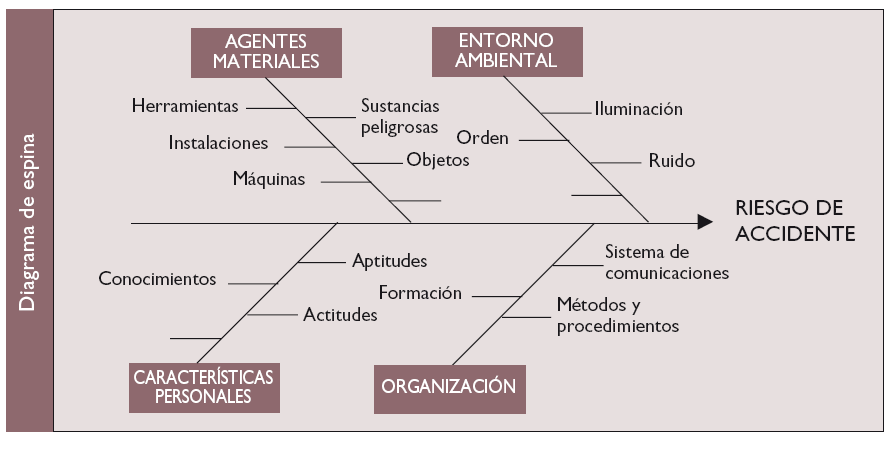 Diagrama de espina
AGENTES
MATERIALES
ENTORNO
AMBIENTAL
Herramientas
Sustancias
peligrosas
Instalaciones
Objetos
Máquinas
Iluminación
Orden
Ruido
RIESGO DE
ACCIDENTE
Conocimientos
Aptitudes
Actitudes
Sistema de
comunicaciones
Formación
Métodos y
procedimientos
CARACTERÍSTICAS
PERSONALES
ORGANIZACIÓN